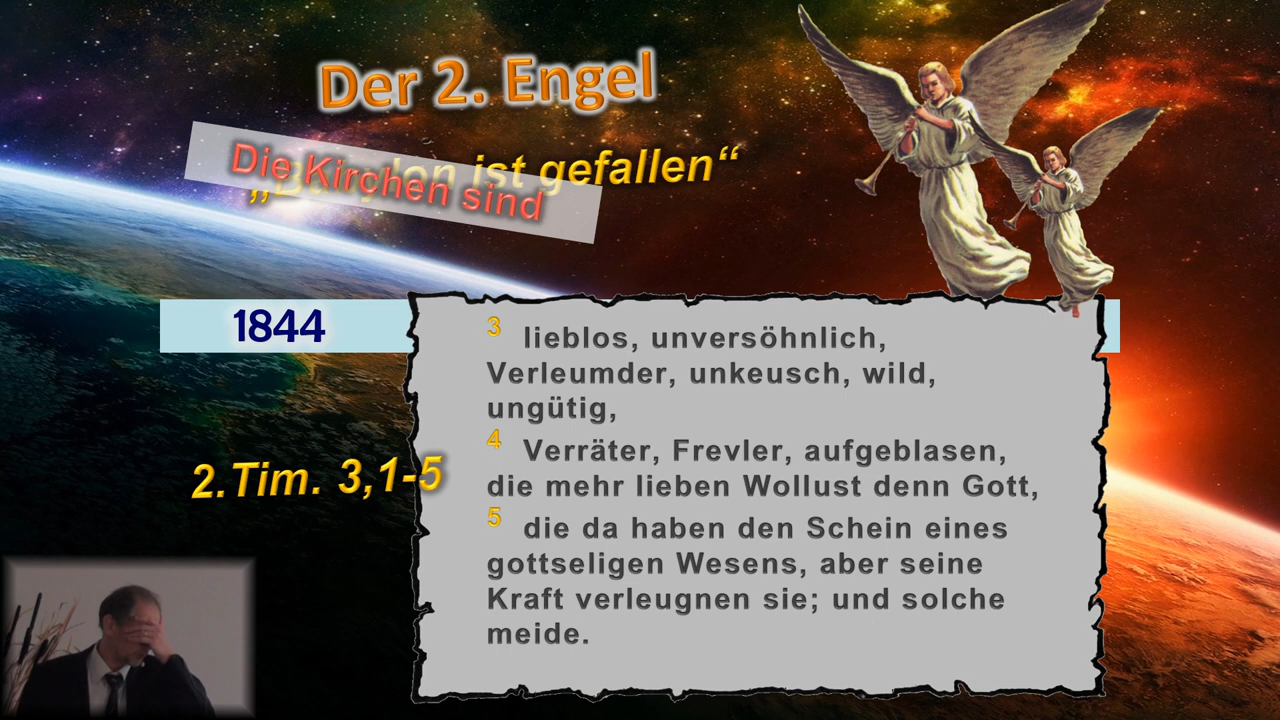 Der 2. Engel
Die Kirchen sind
ist gefallen“
1844
3 lieblos, unversöhnlich,
Verleumder, unkeusch, wild,
ungütig,
4 Verräter, Frevler, aufgeblasen,
die mehr lieben Wollust denn Gott,
2.Tim. 3,1-5
5 die da haben den Schein eines
gottseligen Wesens, aber seine
Kraft verleugnen sie; und solche
meide.